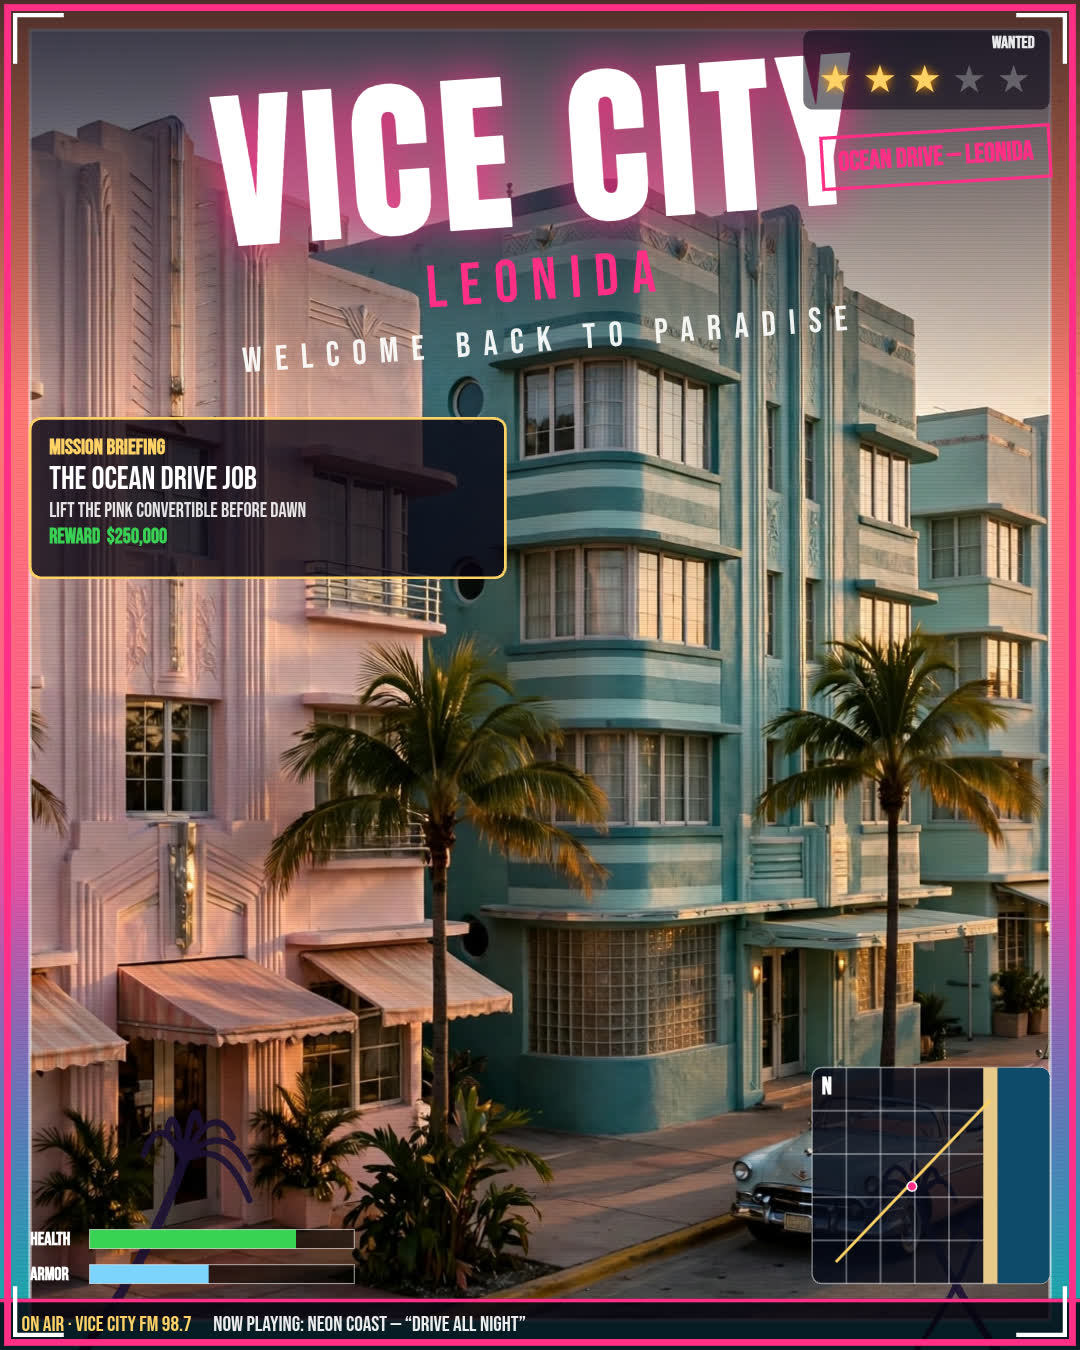 WANTED
VICE CITY
OCEAN DRIVE — LEONIDA
LEONIDA
WELCOME BACK TO PARADISE
MISSION BRIEFING
THE OCEAN DRIVE JOB
LIFT THE PINK CONVERTIBLE BEFORE DAWN
REWARD $250,000
N
HEALTH
ARMOR
ON AIR · VICE CITY FM 98.7 NOW PLAYING: NEON COAST — “DRIVE ALL NIGHT”